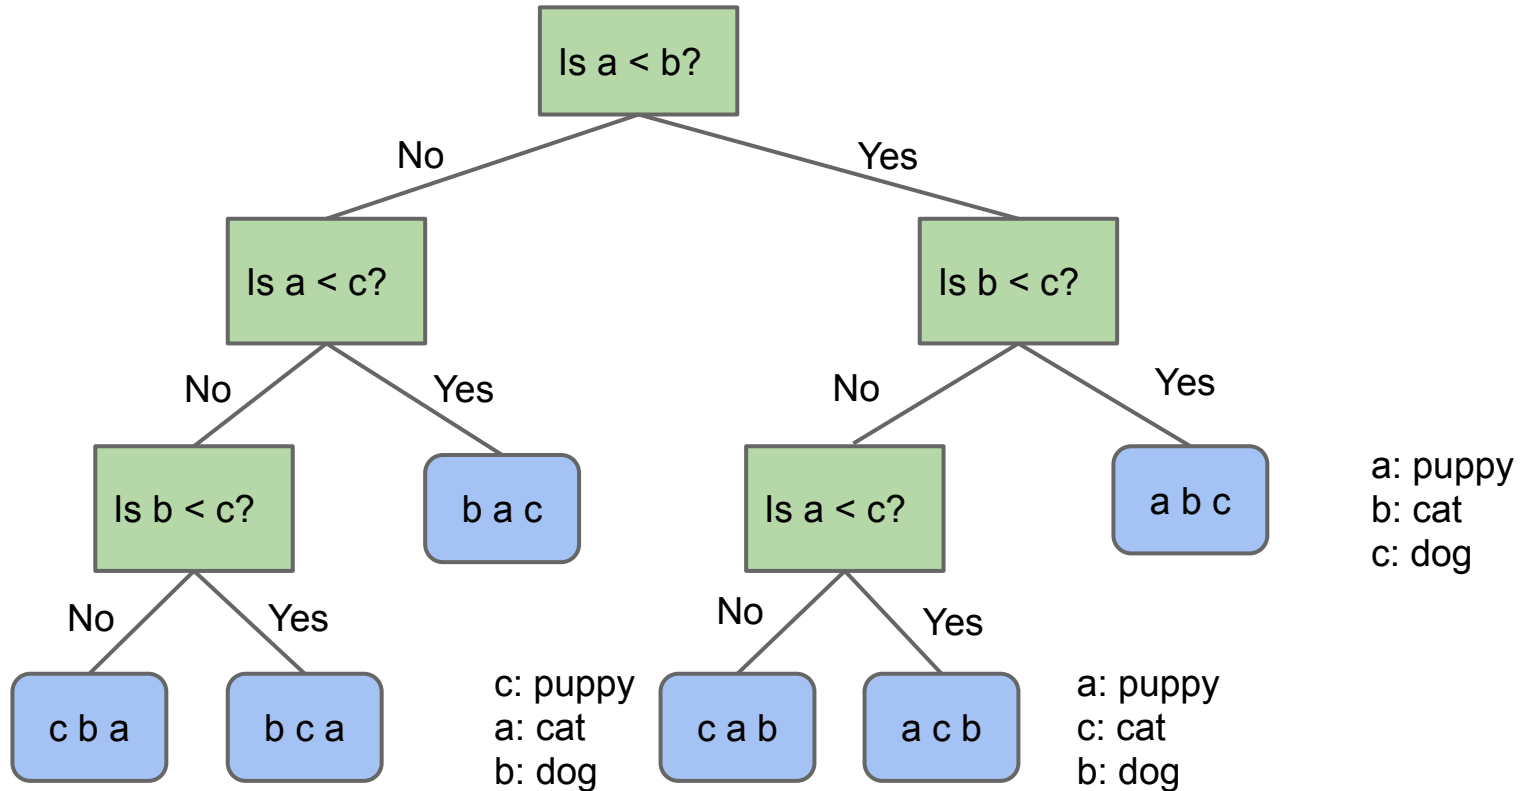 Is a < b?
No
Yes
Is a < c?
Is b < c?
No
Yes
No
Yes
Is b < c?
b a c
Is a < c?
a b c
a: puppy
b: cat
c: dog
No
Yes
No
Yes
c b a
b c a
c: puppy
a: cat
b: dog
c a b
a c b
a: puppy
c: cat
b: dog